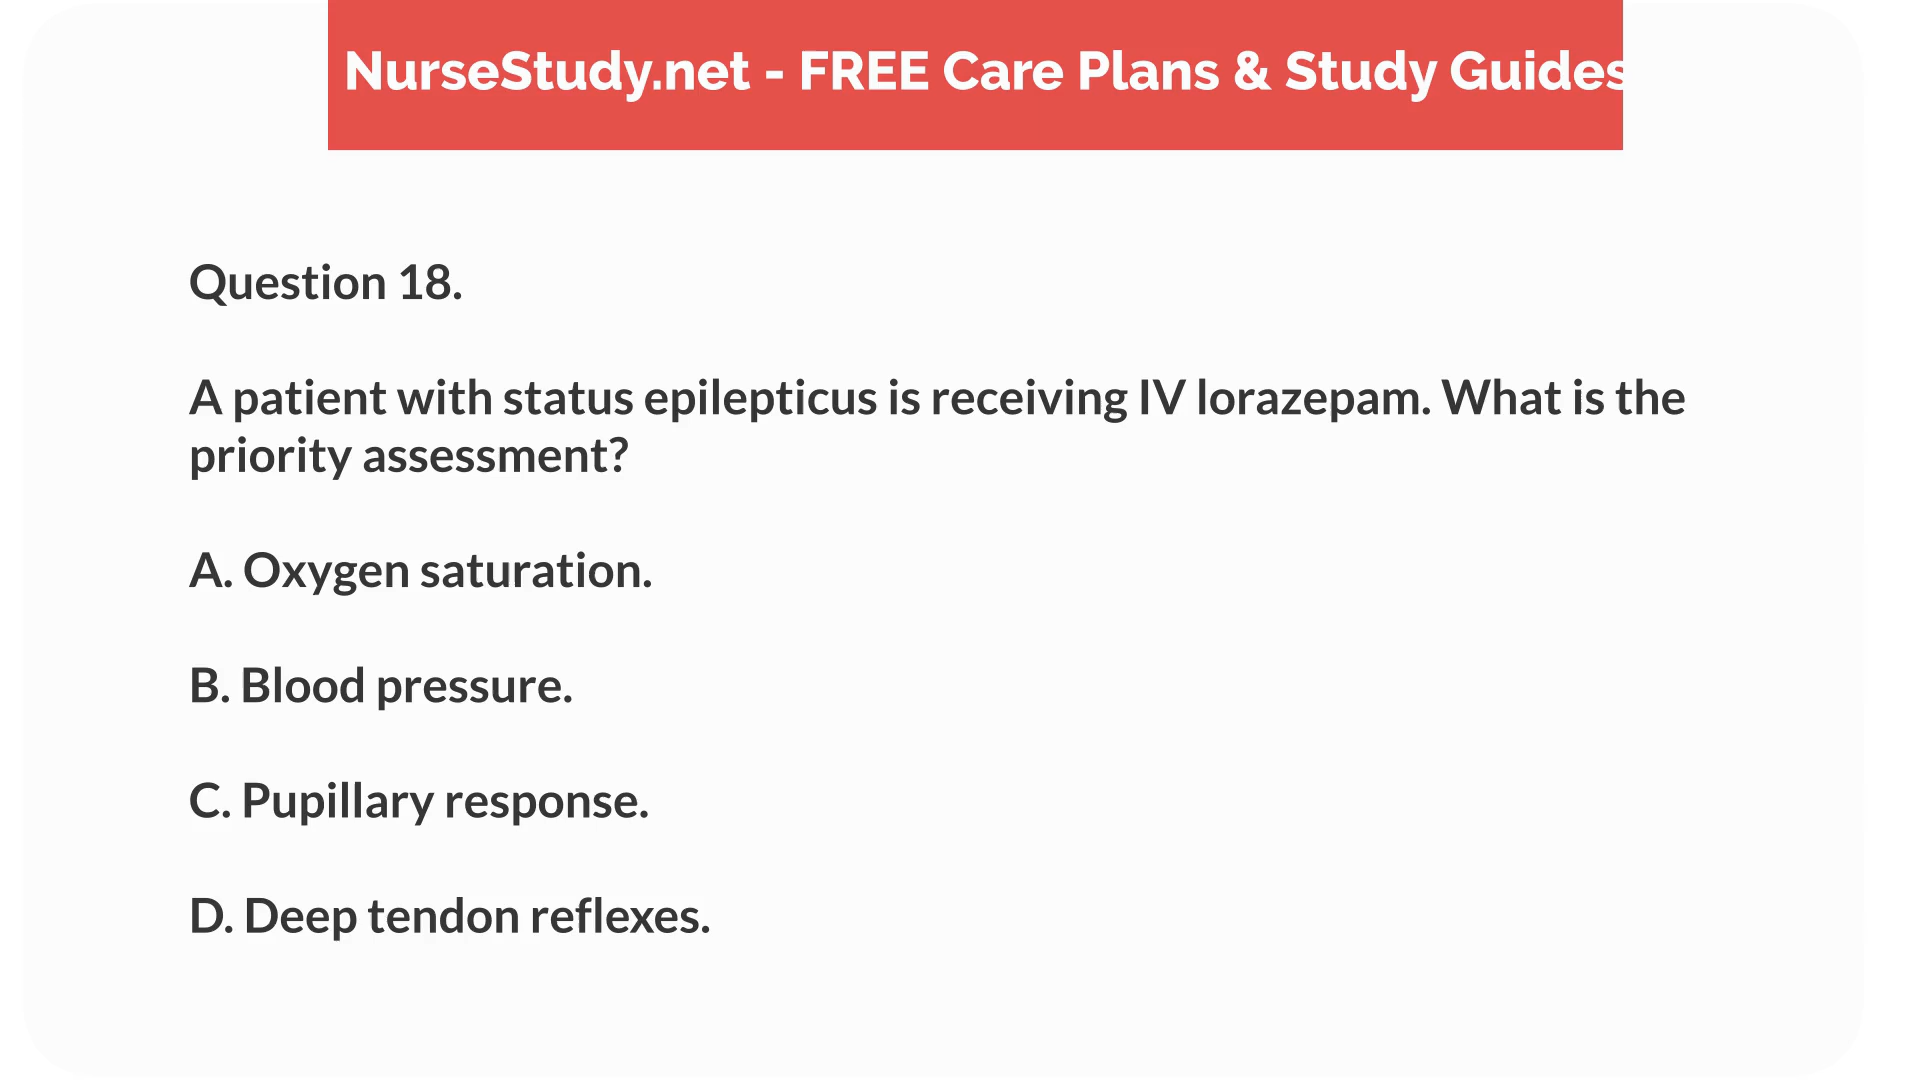 NurseStudy.net - FREE Care Plans & Study Guides
Question 18.
A patient with status epilepticus is receiving IV lorazepam. What is the
priority assessment?
A. Oxygen saturation.
B. Blood pressure.
C. Pupillary response.
D. Deep tendon reflexes.